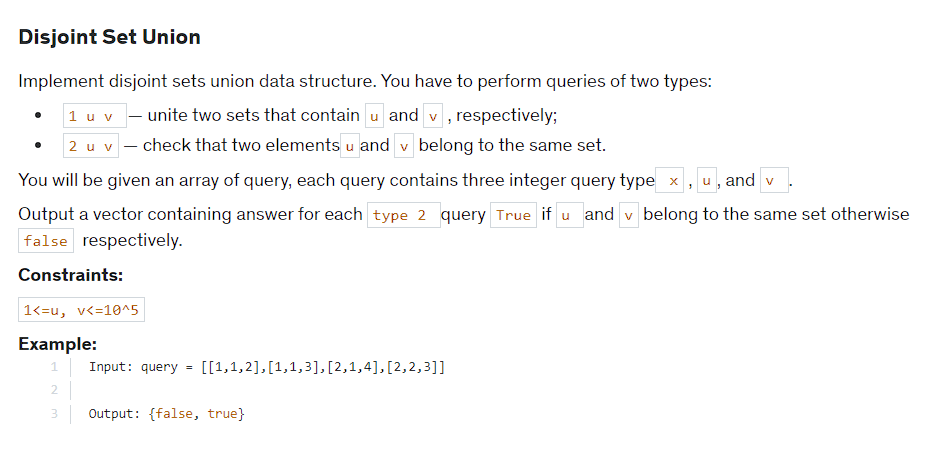 Disjoint Set Union
Implement disjoint sets union data structure. You have to perform queries of two types:
• 1 u v — unite two sets that contain u and v , respectively;
• 2 u v — check that two elements u and v belong to the same set.
You will be given an array of query, each query contains three integer query type x , u , and v .
Output a vector containing answer for each type 2 query True if u and v belong to the same set otherwise
false respectively.
Constraints:
1<=u, v<=10^5
Example:
1 Input: query = [[1,1,2],[1,1,3],[2,1,4],[2,2,3]]
2
3 Output: {false, true}